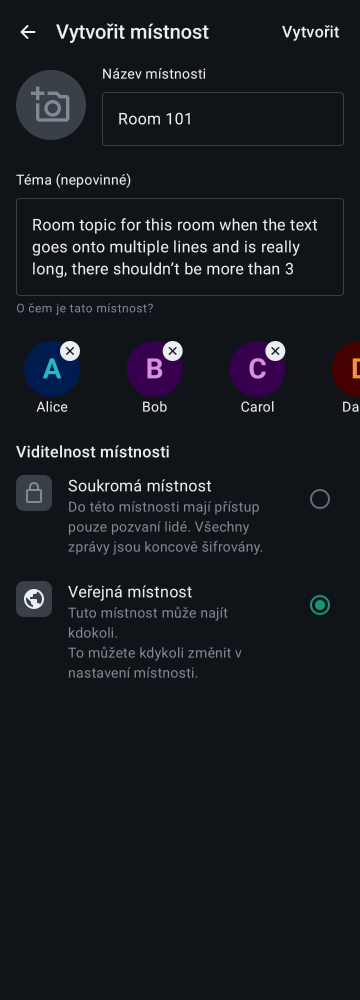 Vytvořit místnost
Vytvořit
Název místnosti
Room 101
Téma (nepovinné)
Room topic for this room when the text
goes onto multiple lines and is really
long, there shouldn’t be more than 3
O čem je tato místnost?
A
B
C
D
Alice
Bob
Carol
Da
Viditelnost místnosti
Soukromá místnost
Do této místnosti mají přístup
pouze pozvaní lidé. Všechny
zprávy jsou koncově šifrovány.
Veřejná místnost
Tuto místnost může najít
kdokoli.
To můžete kdykoli změnit v
nastavení místnosti.